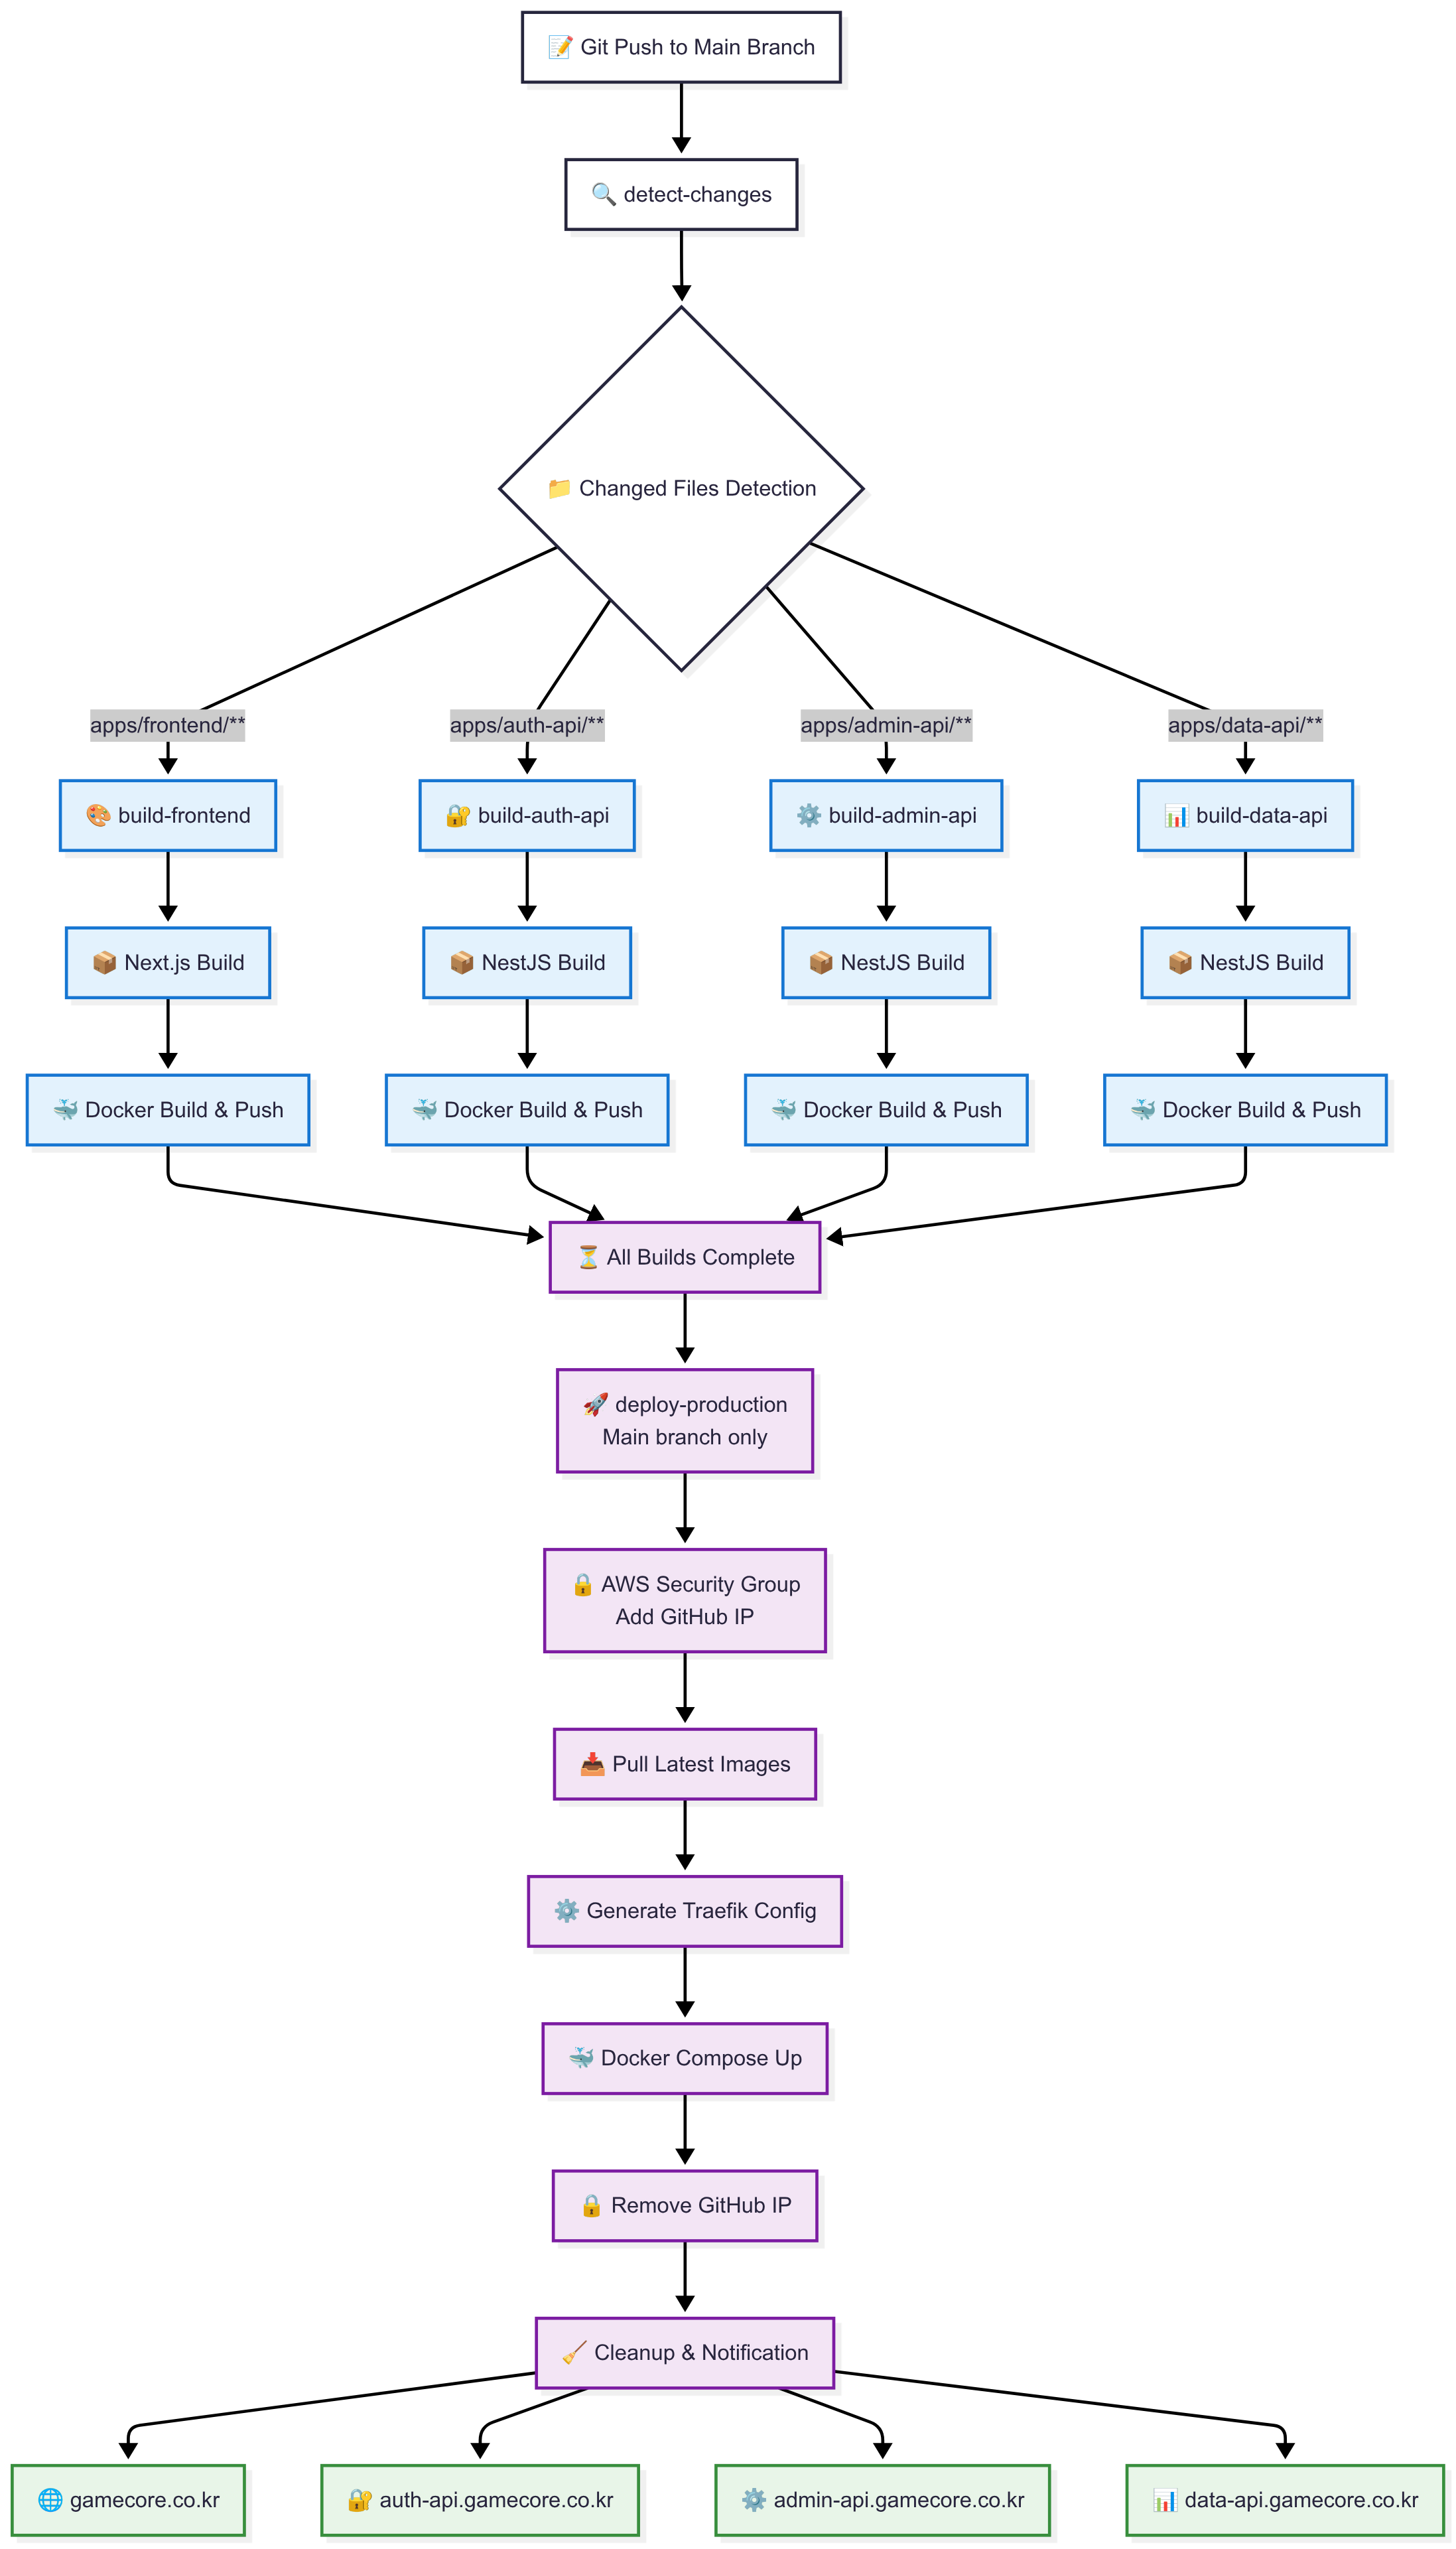 📝 Git Push to Main Branch
🔍 detect-changes
📁 Changed Files Detection
apps/frontend/**
apps/auth-api/**
apps/admin-api/**
apps/data-api/**
🎨 build-frontend
🔐 build-auth-api
⚙️ build-admin-api
📊 build-data-api
📦 Next.js Build
📦 NestJS Build
📦 NestJS Build
📦 NestJS Build
🐳 Docker Build & Push
🐳 Docker Build & Push
🐳 Docker Build & Push
🐳 Docker Build & Push
⏳ All Builds Complete
🚀 deploy-production
Main branch only
🔒 AWS Security Group
Add GitHub IP
📥 Pull Latest Images
⚙️ Generate Traefik Config
🐳 Docker Compose Up
🔒 Remove GitHub IP
🧹 Cleanup & Notification
🌐 gamecore.co.kr
🔐 auth-api.gamecore.co.kr
⚙️ admin-api.gamecore.co.kr
📊 data-api.gamecore.co.kr